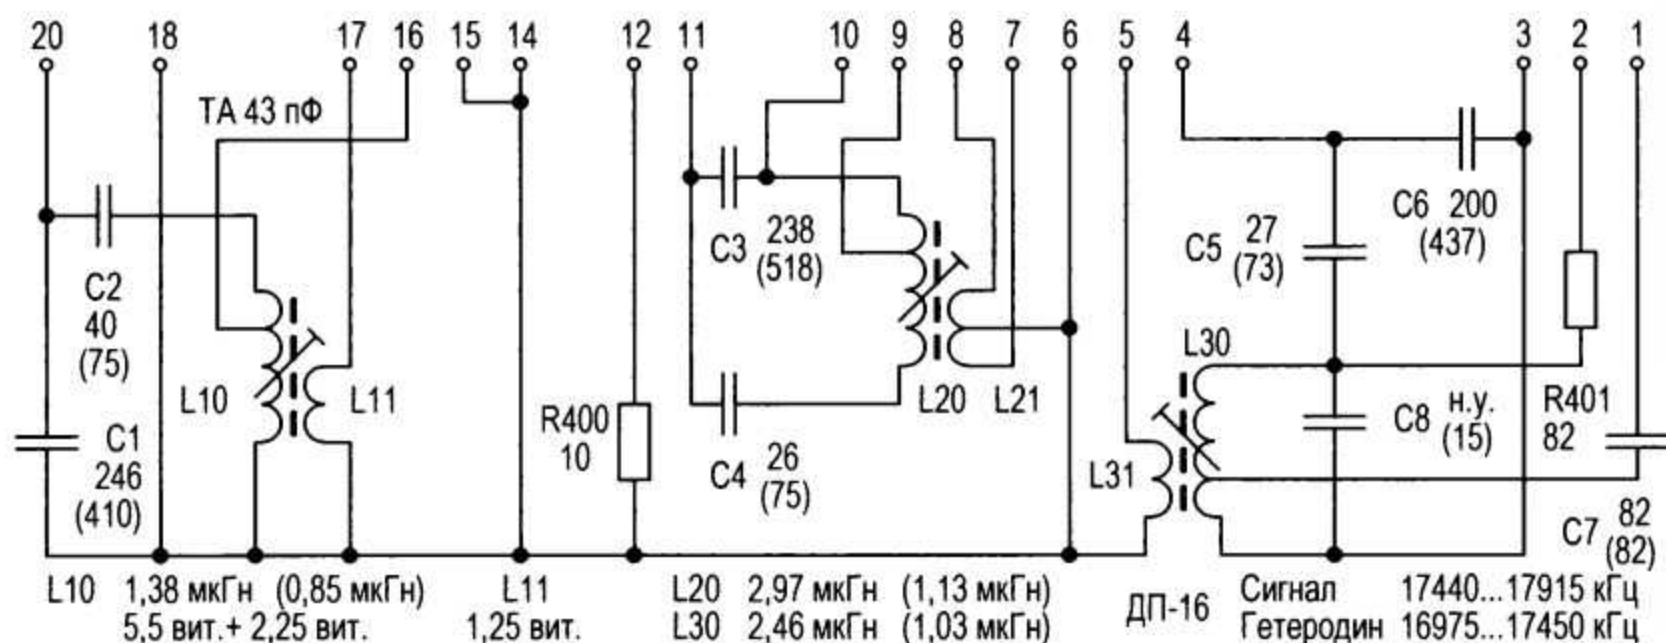 20 18 17 16 15 14 12 11 10 9 8 7 6 5 4 3 2 1
ТА 43 пФ
C2
40
(75)
C1
246
(410)
L10
L11
R400
10
C3 238
(518)
C4 26
(75)
L20
L21
L31
L30
C5 27
(73)
C6 200
(437)
C8 н.у.
(15)
R401
82
C7 82
(82)
L10 1,38 мкГн (0,85 мкГн)
5,5 вит.+ 2,25 вит.
L11
1,25 вит.
L20 2,97 мкГн (1,13 мкГн)
L30 2,46 мкГн (1,03 мкГн)
ДП-16
Сигнал 17440...17915 кГц
Гетеродин 16975...17450 кГц